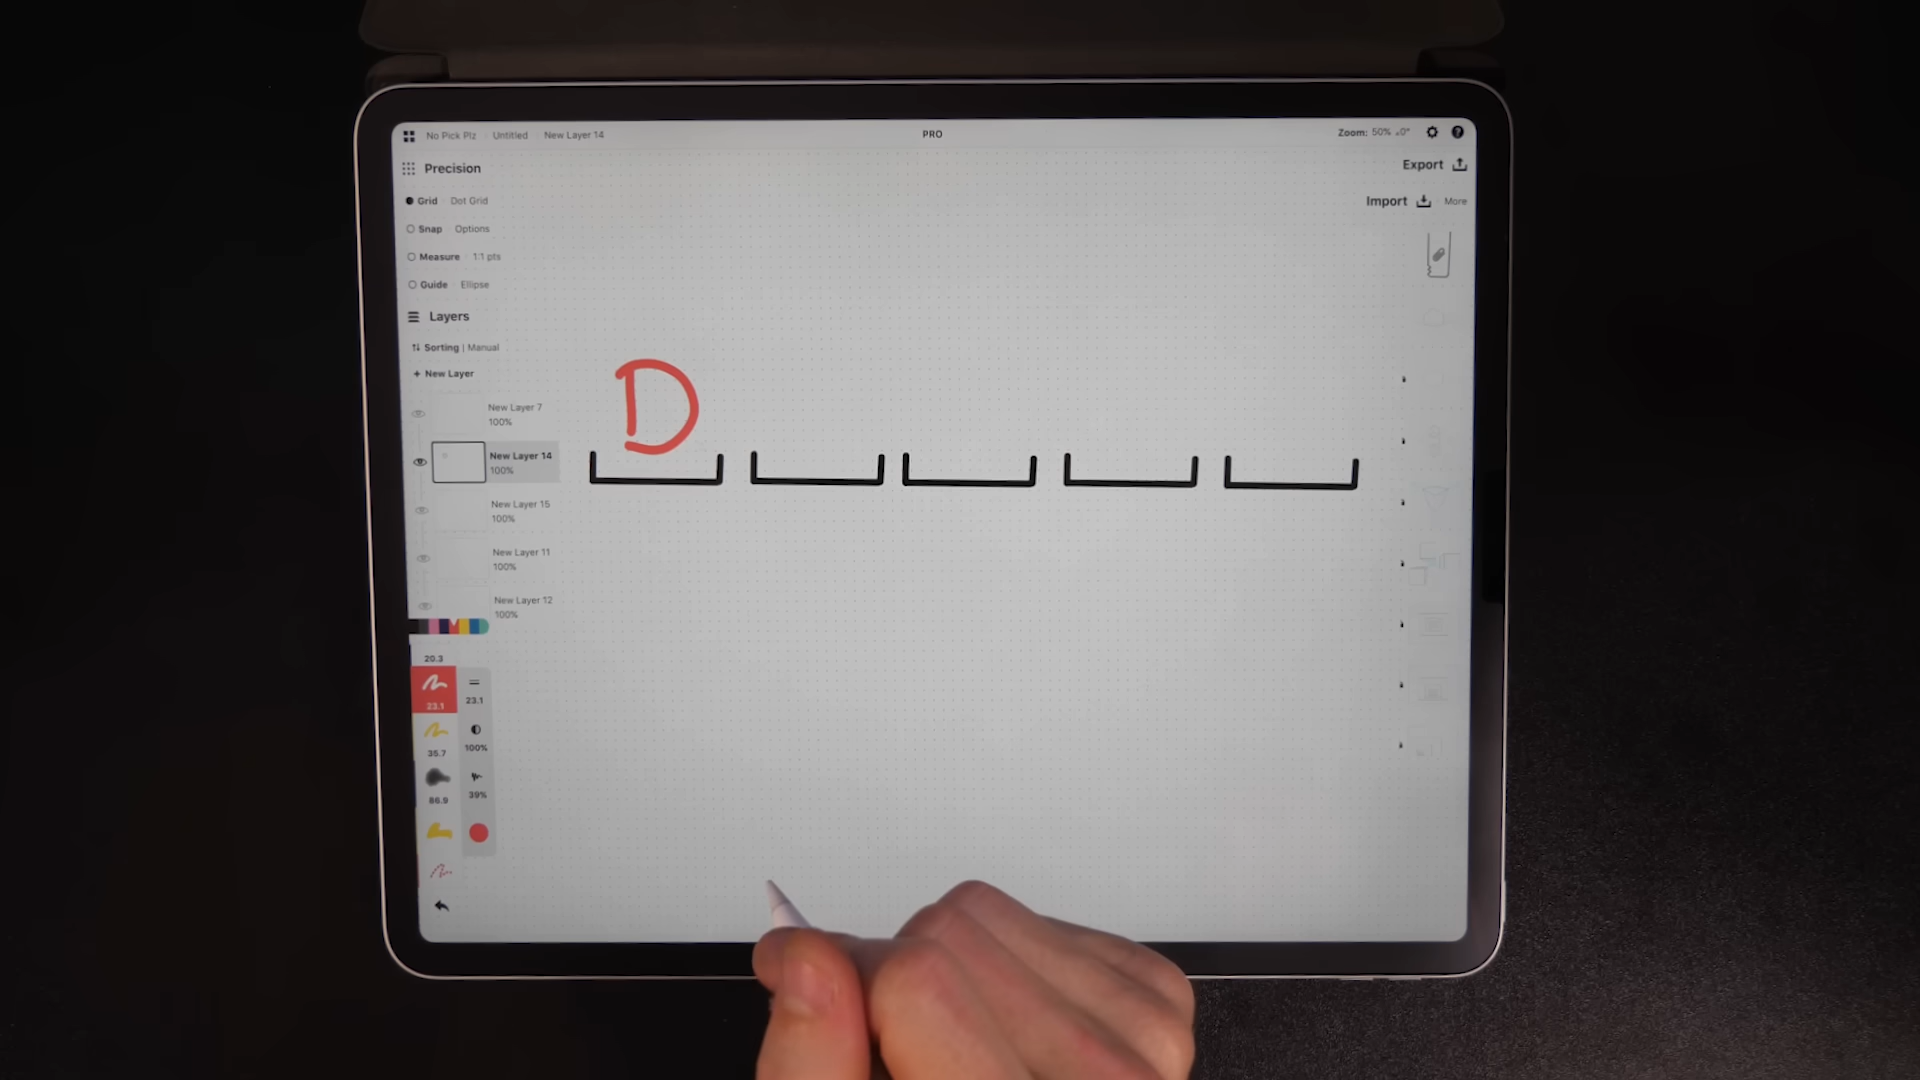 No Pick Plz Untitled New Layer 14 PRO Zoom: 50% 0°
Precision
Export
Grid Dot Grid
Import More
Snap Options
Measure 1:1 pts
Guide Ellipse
Layers
Sorting | Manual
+ New Layer
D
New Layer 7
100%
New Layer 14
100%
New Layer 15
100%
New Layer 11
100%
New Layer 12
100%
20.3
23.1
23.1
35.7
100%
86.9
39%